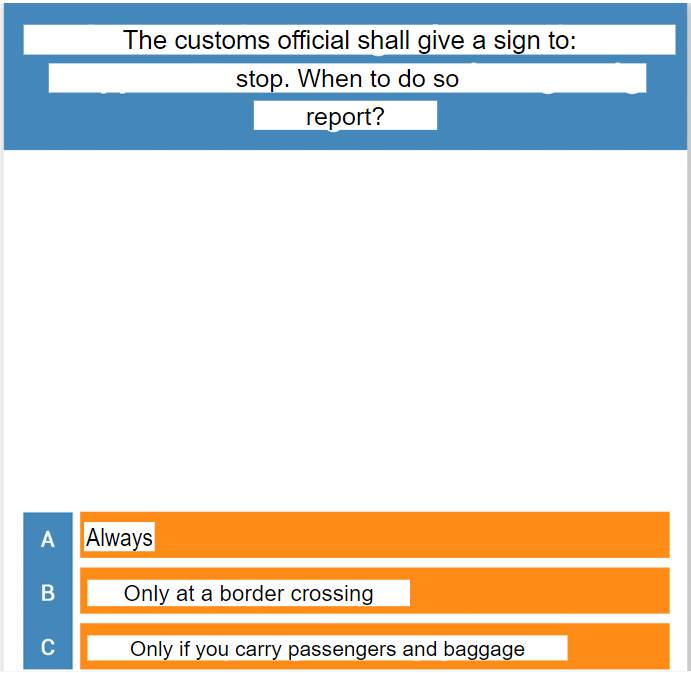 The customs official shall give a sign to:
stop. When to do so
report?
A
Always
B
Only at a border crossing
C
Only if you carry passengers and baggage